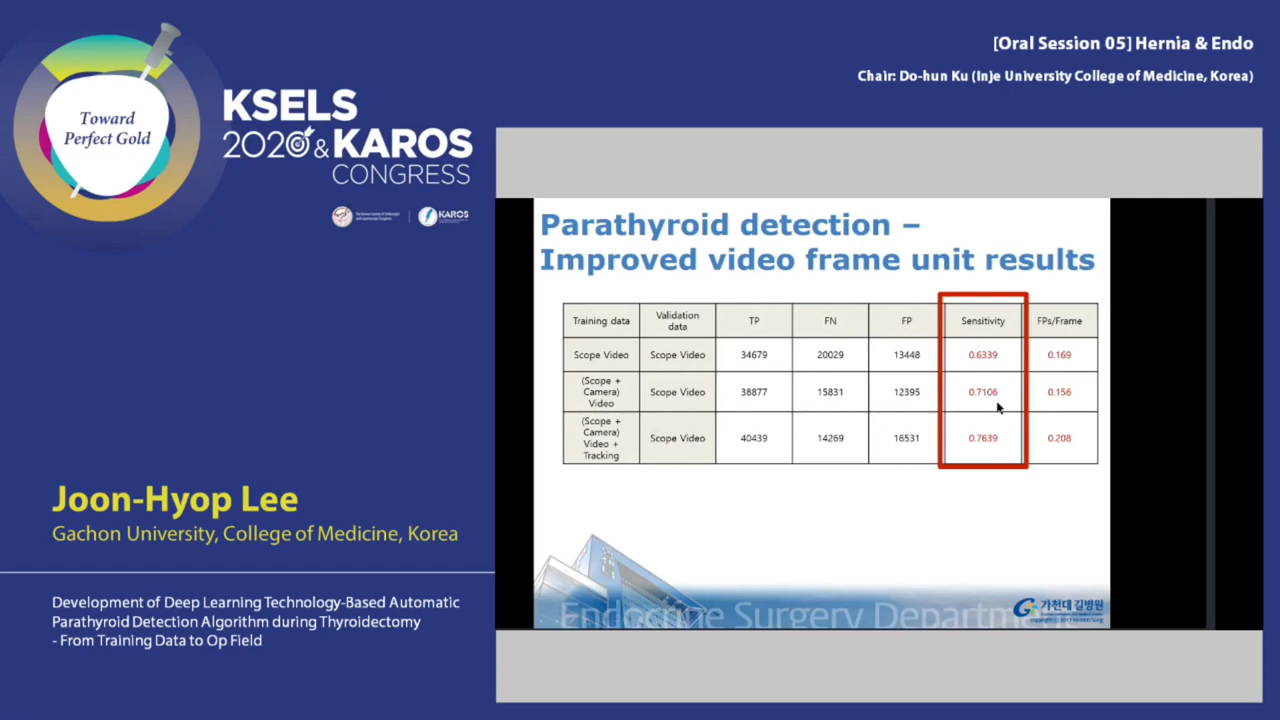 [Oral Session 05] Hernia & Endo
Chair: Do-hun Ku (Inje University College of Medicine, Korea)
Toward
Perfect Gold
KSELS
2020 & KAROS
CONGRESS
KAROS
Parathyroid detection –
Improved video frame unit results
Training data
Validation
data
TP
FN
FP
Sensitivity
FPs/Frame
Scope Video
Scope Video
34679
20029
13448
0.6339
0.169
(Scope +
Camera)
Video
Scope Video
38877
15831
12395
0.7106
0.156
(Scope +
Camera)
Video +
Tracking
Scope Video
40439
14269
16531
0.7639
0.208
Endocrine Surgery Departm
가천대 길병원
Joon-Hyop Lee
Gachon University, College of Medicine, Korea
Development of Deep Learning Technology-Based Automatic
Parathyroid Detection Algorithm during Thyroidectomy
- From Training Data to Op Field